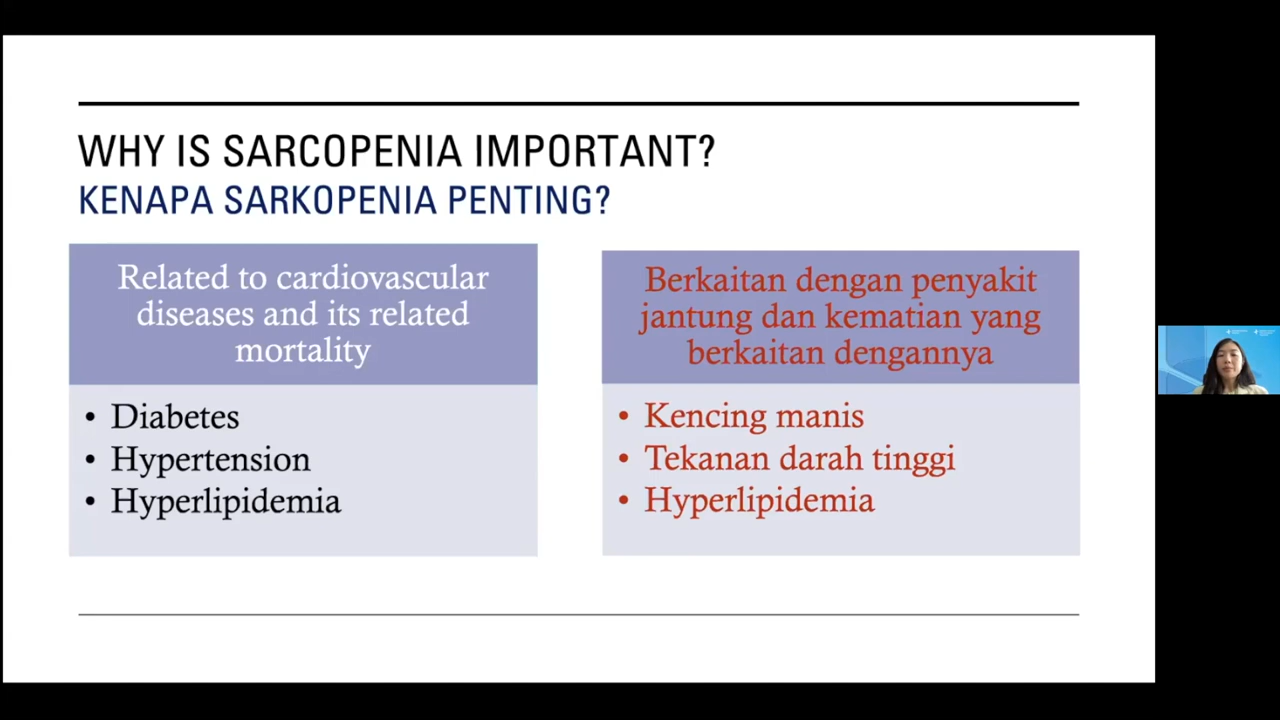 WHY IS SARCOPENIA IMPORTANT?
KENAPA SARKOPENIA PENTING?
Related to cardiovascular
diseases and its related
mortality
• Diabetes
• Hypertension
• Hyperlipidemia
Berkaitan dengan penyakit
jantung dan kematian yang
berkaitan dengannya
• Kencing manis
• Tekanan darah tinggi
• Hyperlipidemia